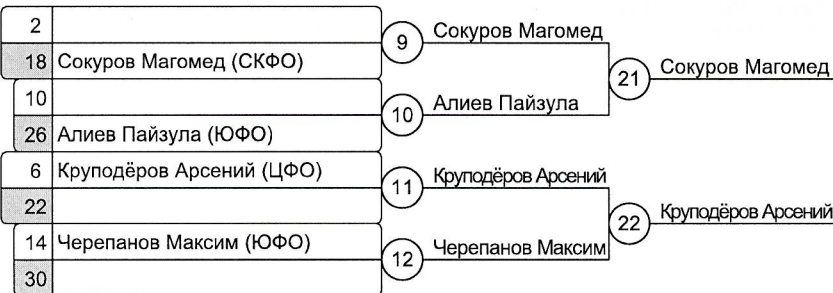 2
9
Сокуров Магомед
18 Сокуров Магомед (СКФО)
21
Сокуров Магомед
10
10
Алиев Пайзула
26 Алиев Пайзула (ЮФО)
6 Круподёров Арсений (ЦФО)
11
Круподёров Арсений
22
22
Круподёров Арсений
14 Черепанов Максим (ЮФО)
12
Черепанов Максим
30